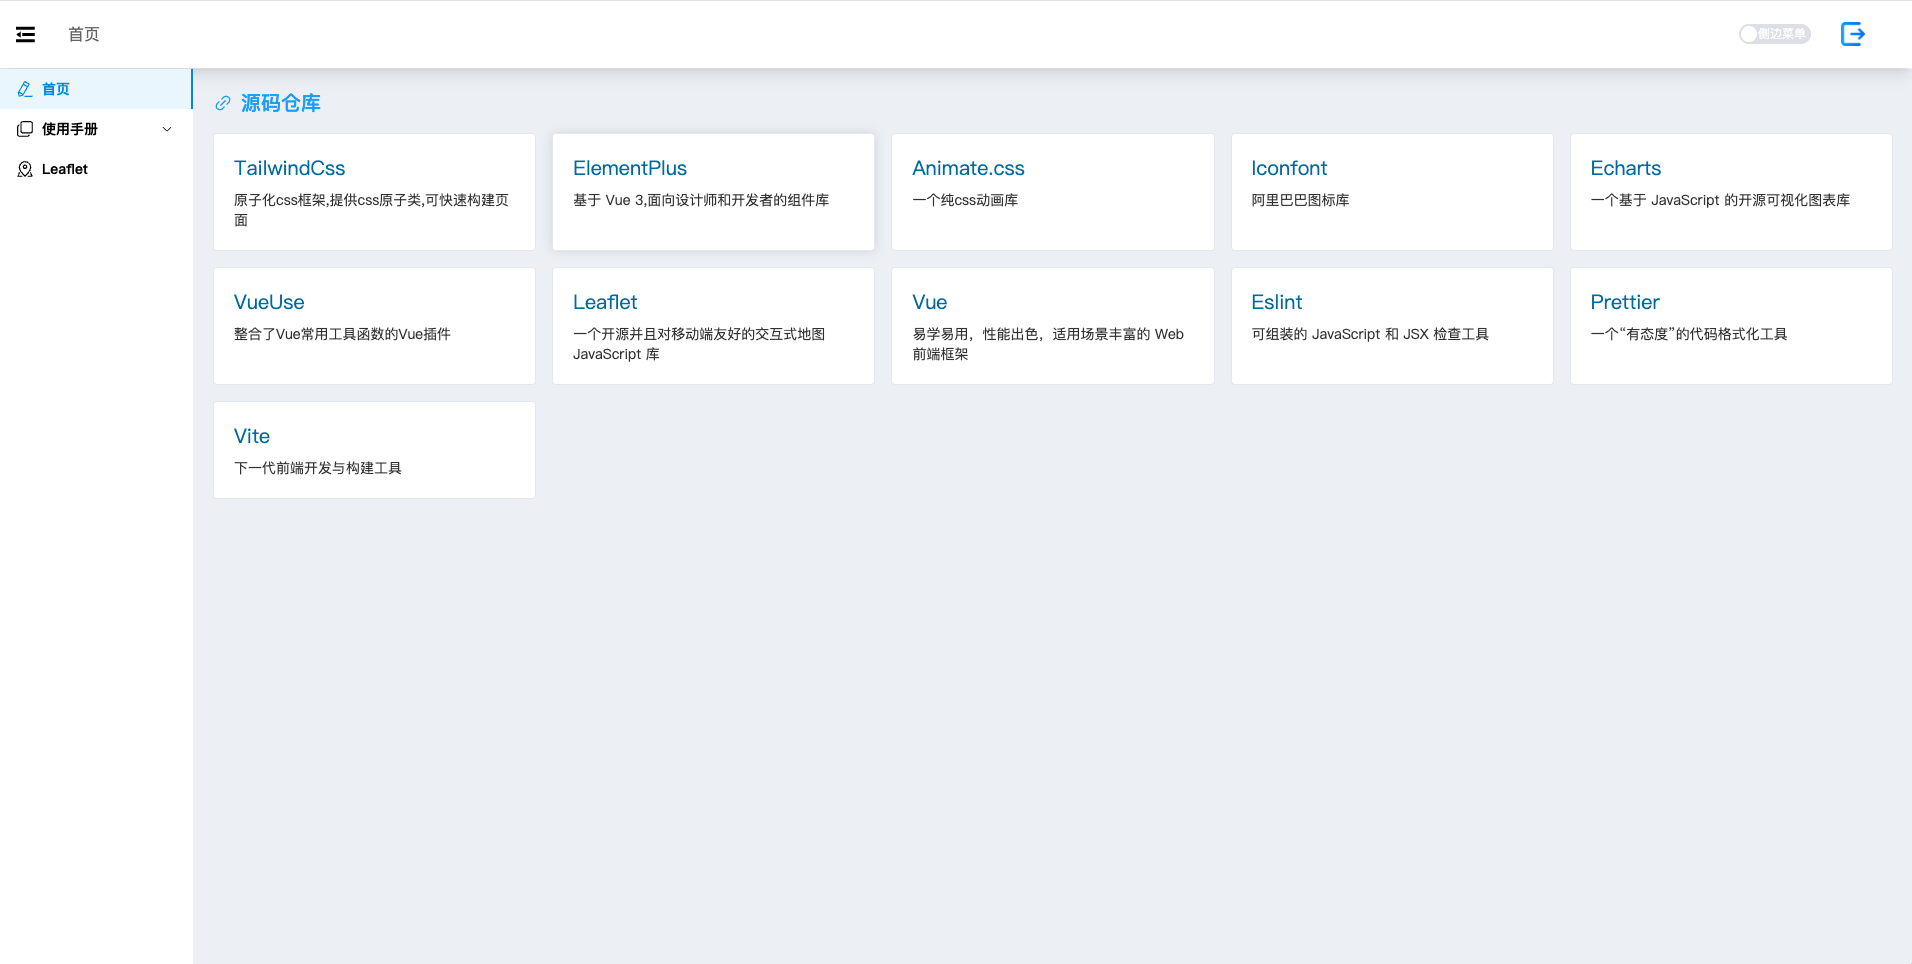 首页
侧边菜单
首页
使用手册
Leaflet
源码仓库
TailwindCss
原子化css框架,提供css原子类,可快速构建页
面
ElementPlus
基于 Vue 3,面向设计师和开发者的组件库
Animate.css
一个纯css动画库
Iconfont
阿里巴巴图标库
Echarts
一个基于 JavaScript 的开源可视化图表库
VueUse
整合了Vue常用工具函数的Vue插件
Leaflet
一个开源并且对移动端友好的交互式地图
JavaScript 库
Vue
易学易用，性能出色，适用场景丰富的 Web
前端框架
Eslint
可组装的 JavaScript 和 JSX 检查工具
Prettier
一个“有态度”的代码格式化工具
Vite
下一代前端开发与构建工具